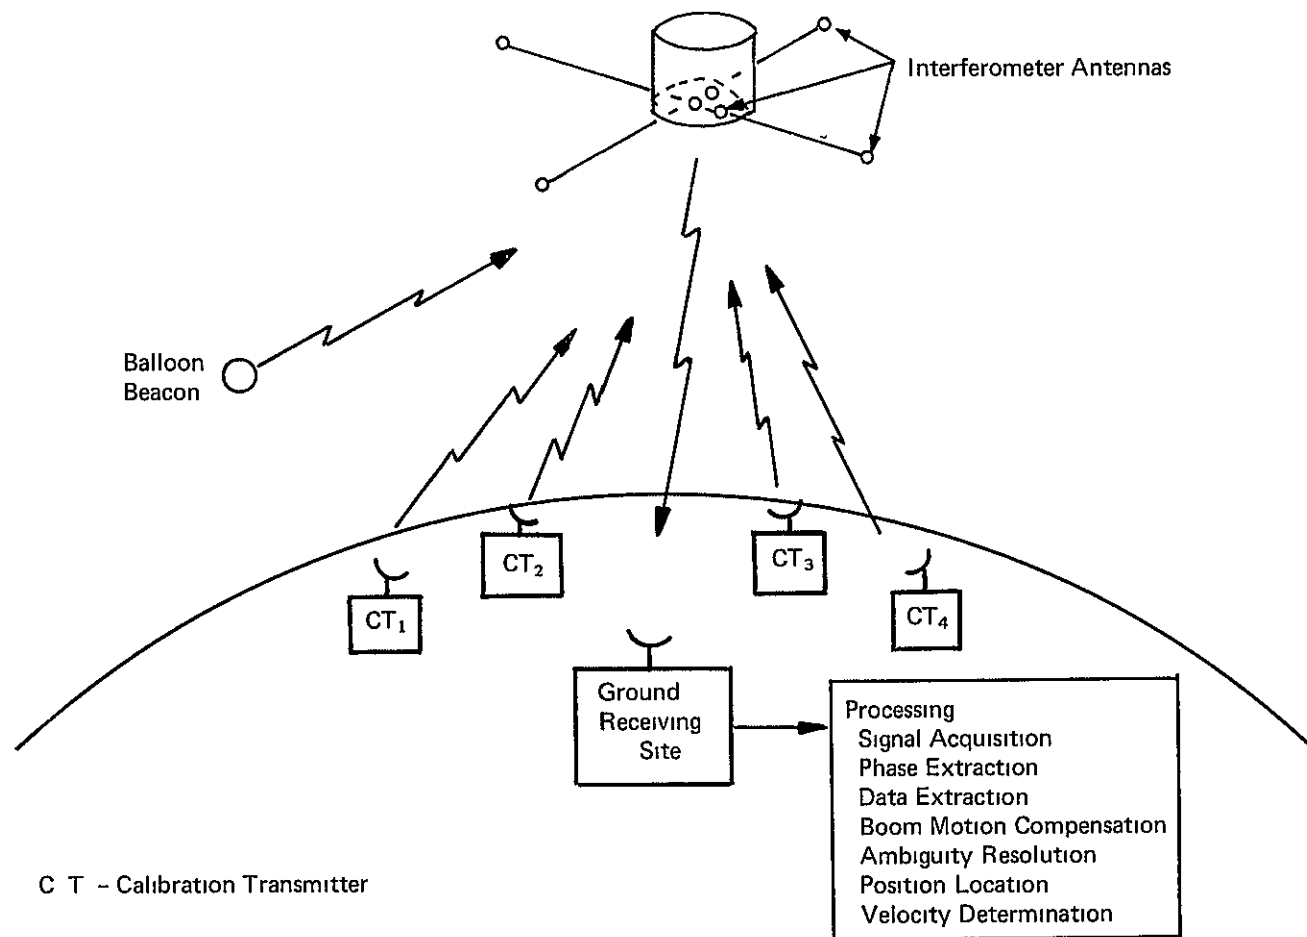 Interferometer Antennas
Balloon
Beacon
CT₁
CT₂
CT₃
CT₄
Ground
Receiving
Site
Processing
Signal Acquisition
Phase Extraction
Data Extraction
Boom Motion Compensation
Ambiguity Resolution
Position Location
Velocity Determination
C T – Calibration Transmitter